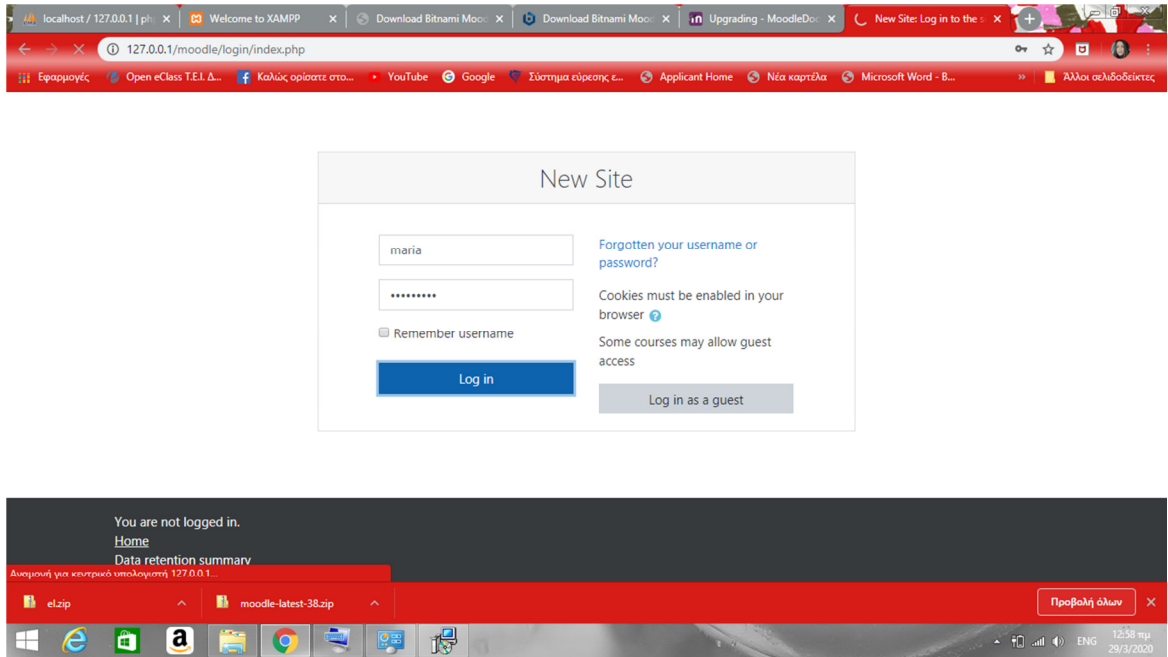 localhost / 127.0.0.1 | ph
Welcome to XAMPP
Download Bitnami Moo
Download Bitnami Moo
Upgrading - MoodleDoc
New Site: Log in to the s
127.0.0.1/moodle/login/index.php
Εφαρμογές
Open eClass T.E.I. Δ...
Καλώς ορίσατε στο...
YouTube
Google
Σύστημα εύρεσης ε...
Applicant Home
Νέα καρτέλα
Microsoft Word - B...
»
Άλλοι σελιδοδείκτες
New Site
maria
•••••••••
Remember username
Log in
Forgotten your username or
password?
Cookies must be enabled in your
browser
Some courses may allow guest
access
Log in as a guest
You are not logged in.
Home
Data retention summary
Αναμονή για κεντρικό υπολογιστή 127.0.0.1...
el.zip
moodle-latest-38.zip
Προβολή όλων
ENG
12:58 πμ
29/3/2020